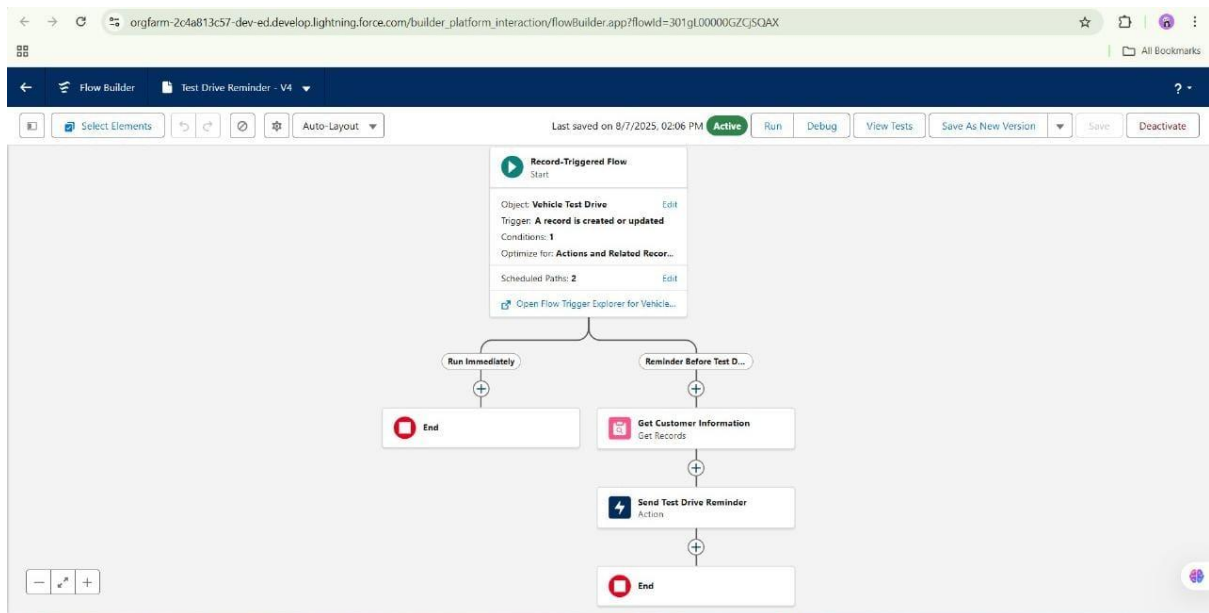 orgfarm-2c4a813c57-dev-ed.develop.lightning.force.com/builder_platform_interaction/flowBuilder.app?flowId=301gL00000GZCjSQAX
All Bookmarks
Flow Builder Test Drive Reminder - V4 ?
Select Elements Auto-Layout Last saved on 8/7/2025, 02:06 PM Active Run Debug View Tests Save As New Version Save Deactivate
Record-Triggered Flow
Start
Object: Vehicle Test Drive Edit
Trigger: A record is created or updated
Conditions: 1
Optimize for: Actions and Related Recor...
Scheduled Paths: 2 Edit
Open Flow Trigger Explorer for Vehicle...
Run Immediately Reminder Before Test D...
End
Get Customer Information
Get Records
Send Test Drive Reminder
Action
End